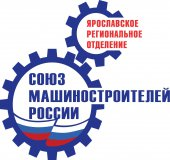 ЯРОСЛАВСКОЕ
РЕГИОНАЛЬНОЕ
ОТДЕЛЕНИЕ
СОЮЗ
МАШИНОСТРОИТЕЛЕЙ
РОССИИ